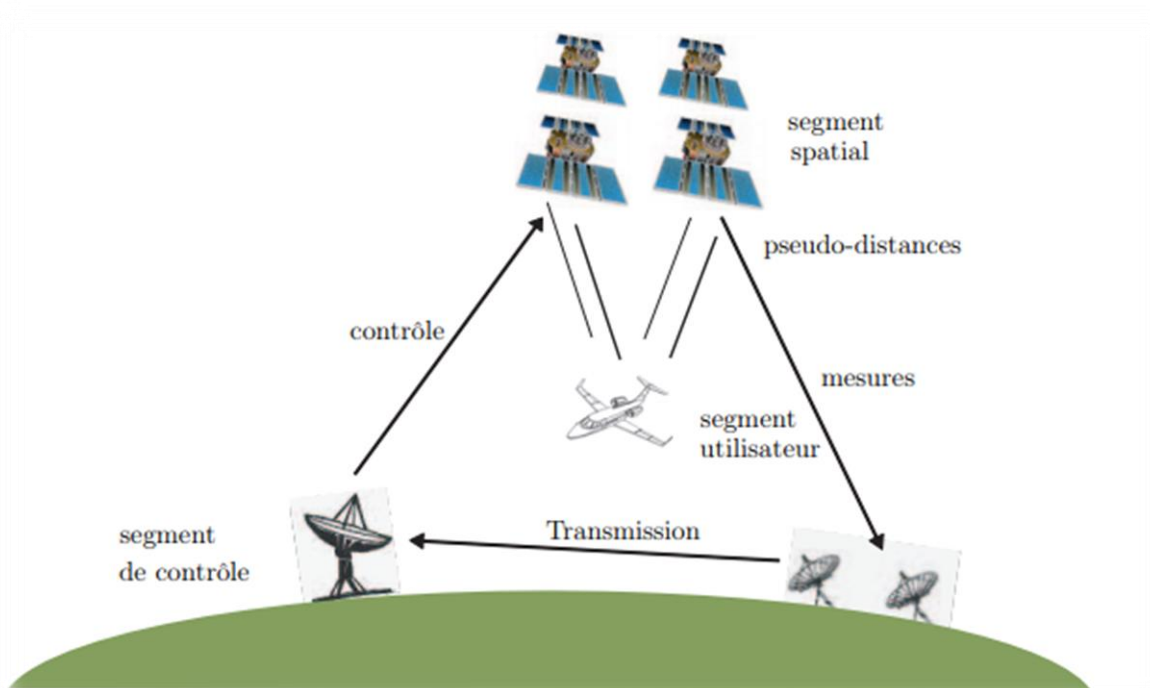 segment
spatial
pseudo-distances
contrôle
mesures
segment
utilisateur
Transmission
segment
de contrôle